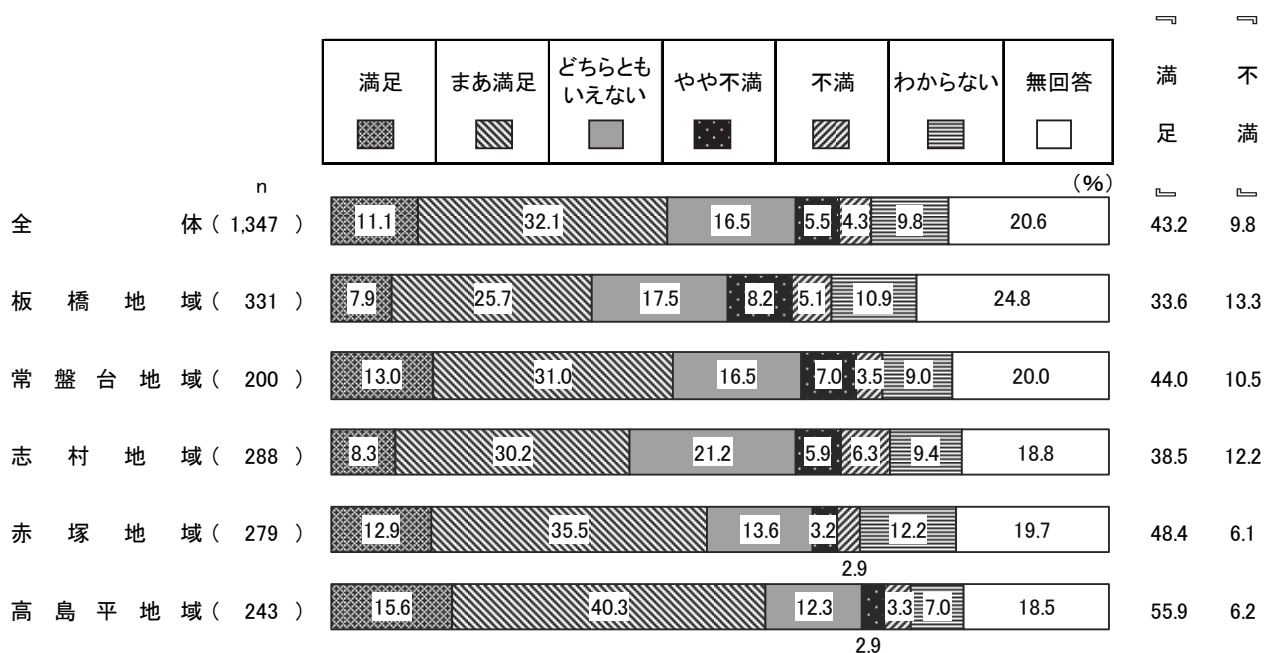 『満足』 『不満』
満足 まあ満足 どちらとも いえない やや不満 不満 わからない 無回答
n (%)
全体( 1,347 ) 11.1 32.1 16.5 5.5 4.3 9.8 20.6 43.2 9.8
板橋地域( 331 ) 7.9 25.7 17.5 8.2 5.1 10.9 24.8 33.6 13.3
常盤台地域( 200 ) 13.0 31.0 16.5 7.0 3.5 9.0 20.0 44.0 10.5
志村地域( 288 ) 8.3 30.2 21.2 5.9 6.3 9.4 18.8 38.5 12.2
赤塚地域( 279 ) 12.9 35.5 13.6 3.2 12.2 19.7 48.4 6.1
2.9
高島平地域( 243 ) 15.6 40.3 12.3 3.3 7.0 18.5 55.9 6.2
2.9